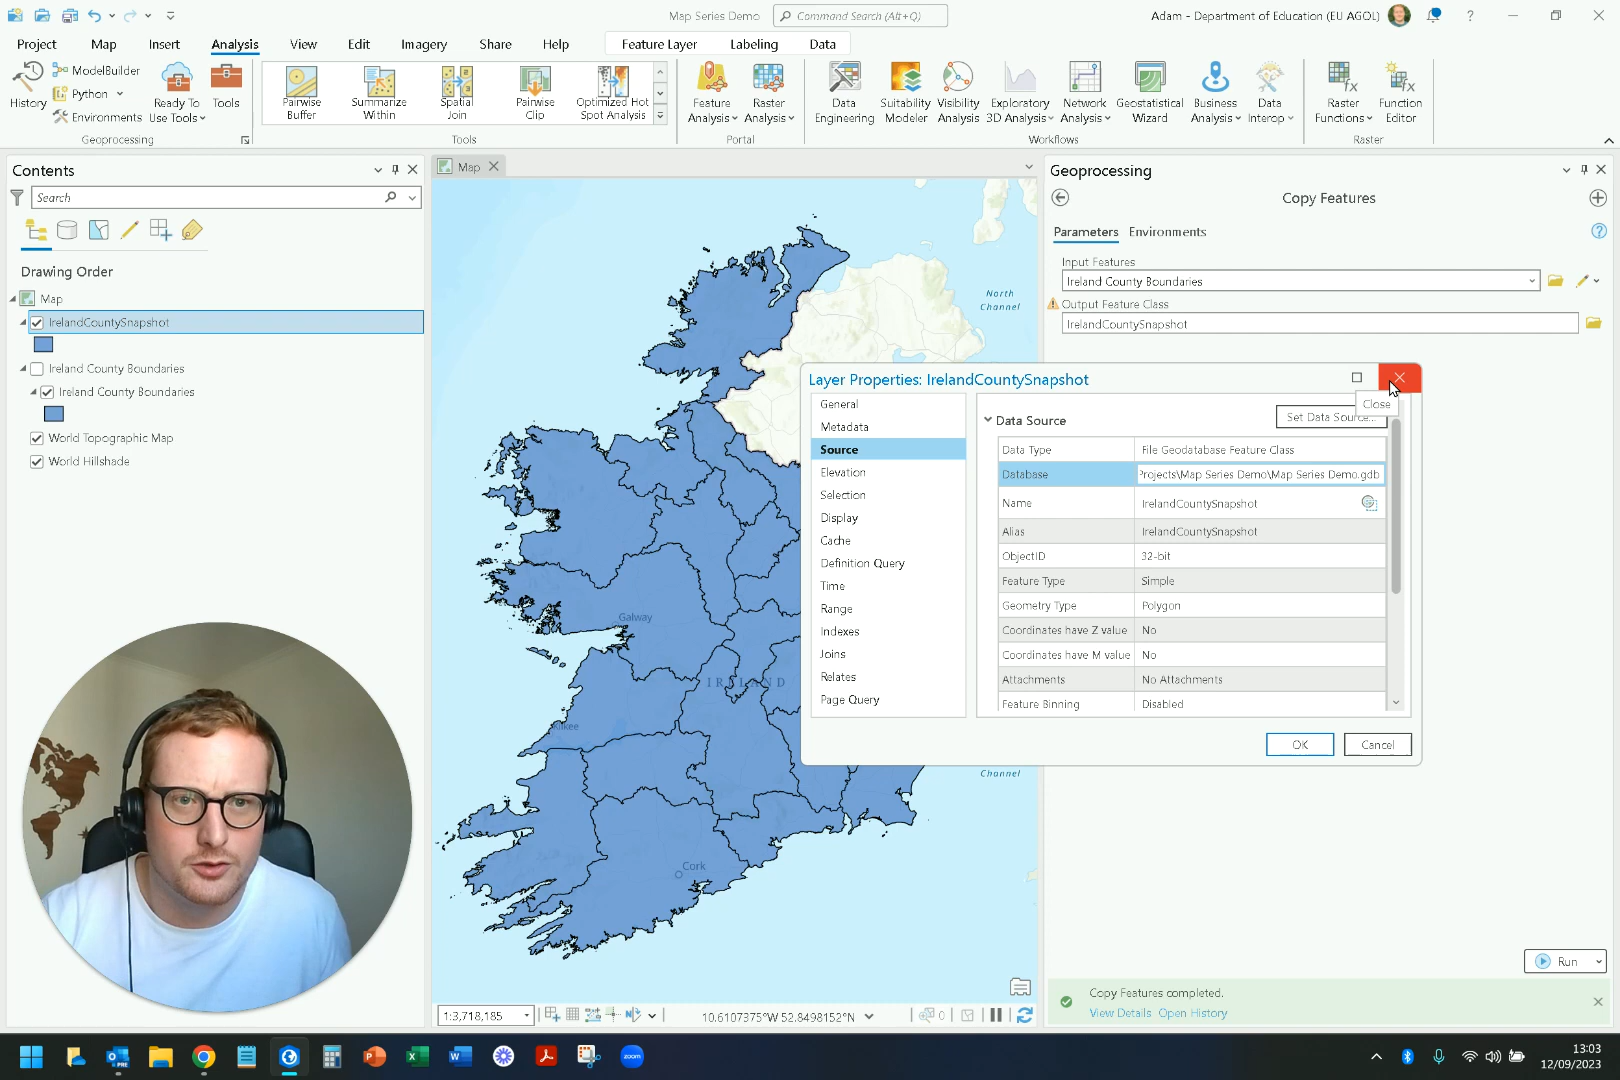 Map Series Demo
Command Search (Alt+Q)
Adam - Department of Education (EU AGOL)
Project Map Insert Analysis View Edit Imagery Share Help Feature Layer Labeling Data
History
ModelBuilder
Python
Environments
Ready To Use Tools
Tools
Geoprocessing
Pairwise Buffer
Summarize Within
Spatial Join
Pairwise Clip
Optimized Hot Spot Analysis
Tools
Feature Analysis
Raster Analysis
Portal
Data Engineering
Suitability Modeler
Visibility Analysis
Exploratory 3D Analysis
Network Analysis
Geostatistical Wizard
Business Analysis
Data Interop
Workflows
Raster Functions
Function Editor
Raster
Contents
Search
Drawing Order
Map
IrelandCountySnapshot
Ireland County Boundaries
Ireland County Boundaries
World Topographic Map
World Hillshade
Map
North Channel
Galway
IRELAND
Kilkee
Cork
Channel
1:3,718,185
10.6107375°W 52.8498152°N
0
Geoprocessing
Copy Features
Parameters Environments
Input Features
Ireland County Boundaries
Output Feature Class
IrelandCountySnapshot
Layer Properties: IrelandCountySnapshot
Close
General
Metadata
Source
Elevation
Selection
Display
Cache
Definition Query
Time
Range
Indexes
Joins
Relates
Page Query
Data Source
Set Data Source...
Data Type File Geodatabase Feature Class
Database Projects\Map Series Demo\Map Series Demo.gdb
Name IrelandCountySnapshot
Alias IrelandCountySnapshot
ObjectID 32-bit
Feature Type Simple
Geometry Type Polygon
Coordinates have Z value No
Coordinates have M value No
Attachments No Attachments
Feature Binning Disabled
OK Cancel
Run
Copy Features completed.
View Details Open History
zoom
13:03
12/09/2023